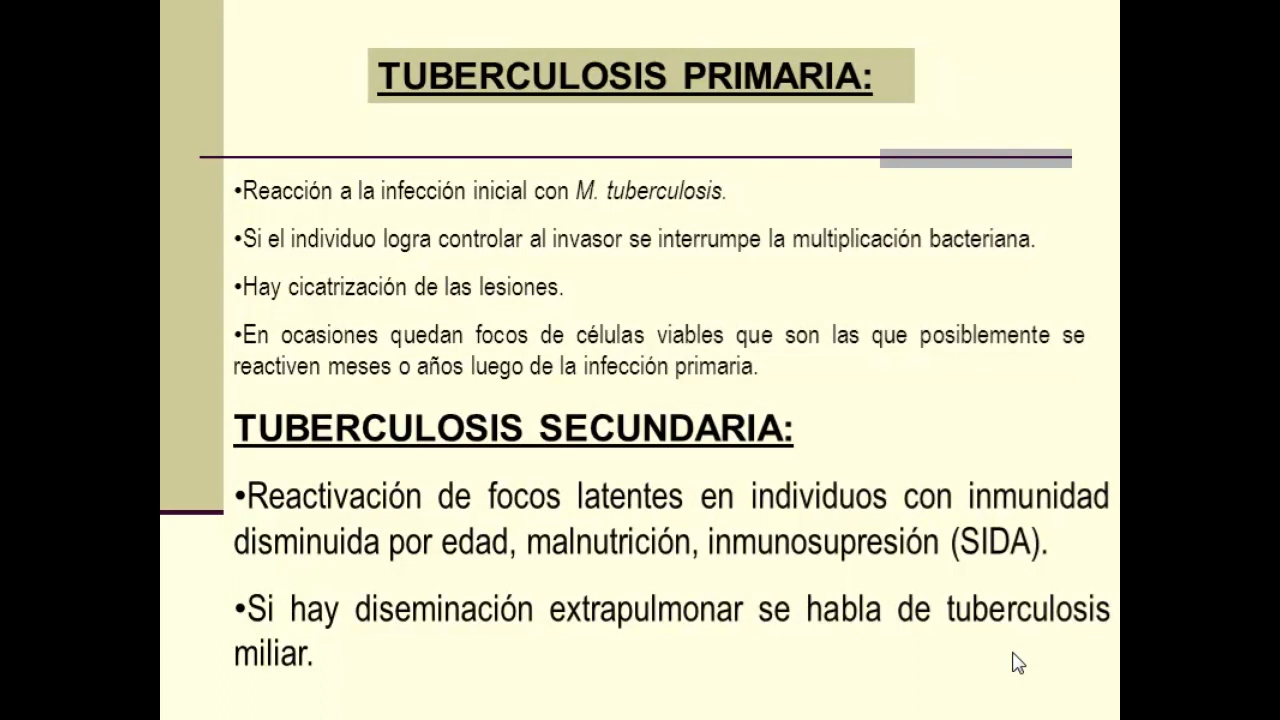 TUBERCULOSIS PRIMARIA:
•Reacción a la infección inicial con M. tuberculosis.
•Si el individuo logra controlar al invasor se interrumpe la multiplicación bacteriana.
•Hay cicatrización de las lesiones.
•En ocasiones quedan focos de células viables que son las que posiblemente se
reactiven meses o años luego de la infección primaria.
TUBERCULOSIS SECUNDARIA:
•Reactivación de focos latentes en individuos con inmunidad
disminuida por edad, malnutrición, inmunosupresión (SIDA).
•Si hay diseminación extrapulmonar se habla de tuberculosis
miliar.